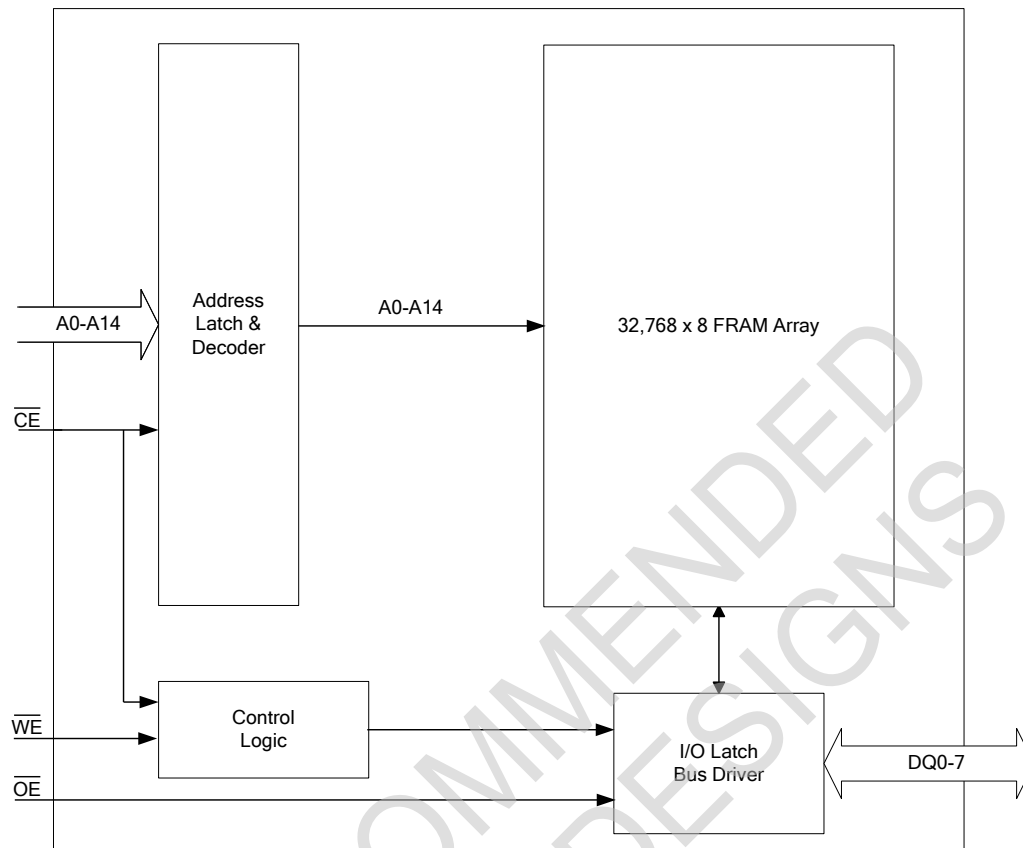 Address
Latch &
Decoder
A0-A14
A0-A14
32,768 x 8 FRAM Array
CE
WE
Control
Logic
OE
I/O Latch
Bus Driver
DQ0-7
OMMENDED
DESIGNS